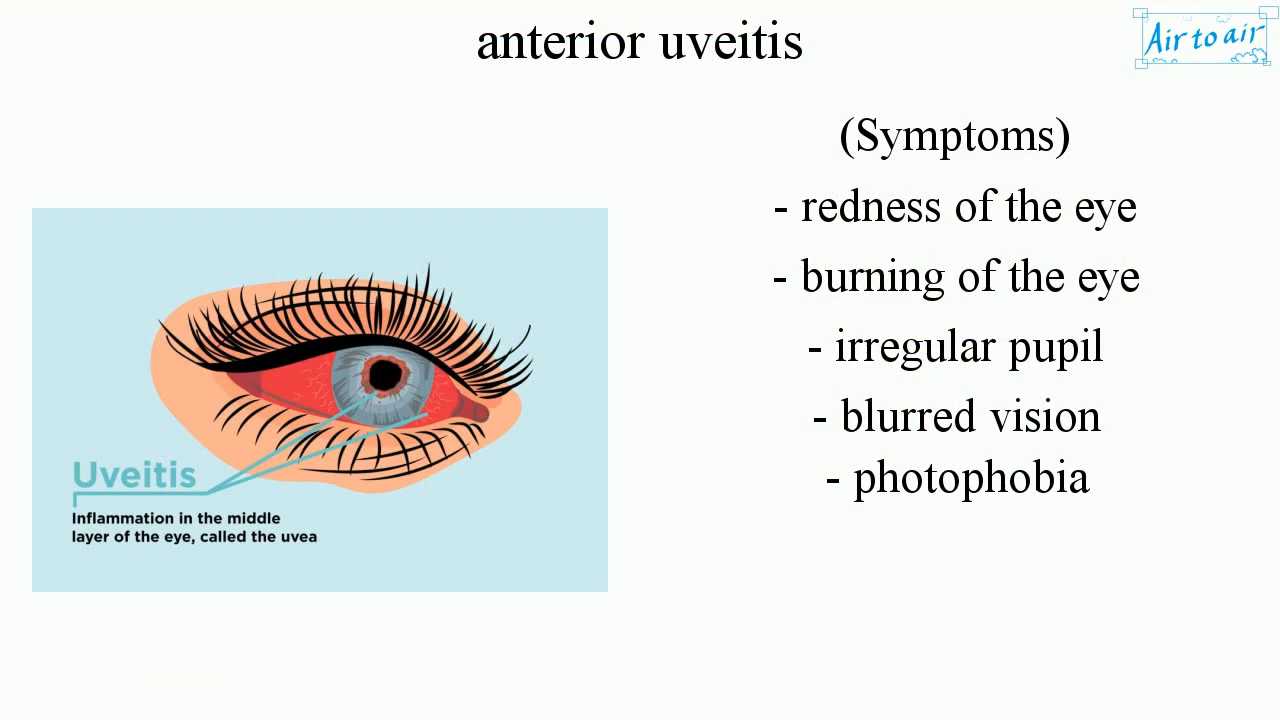 anterior uveitis
Air to air
(Symptoms)
- redness of the eye
- burning of the eye
- irregular pupil
- blurred vision
- photophobia
Uveitis
Inflammation in the middle
layer of the eye, called the uvea